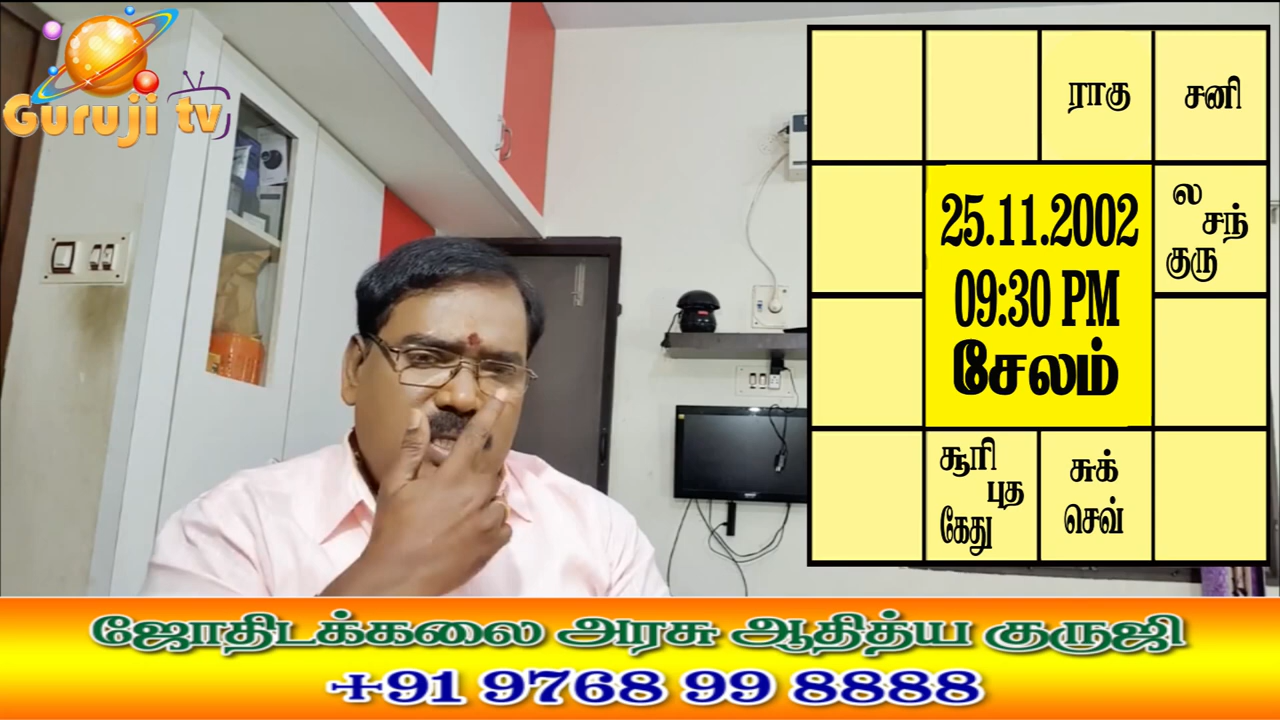 Guruji tv
ராகு
சனி
ல
சந்
குரு
25.11.2002
09:30 PM
சேலம்
சூரி
புத
கேது
சுக்
செவ்
ஜோதிடக்கலை அரசு ஆதித்ய குருஜி
+91 9768 99 8888